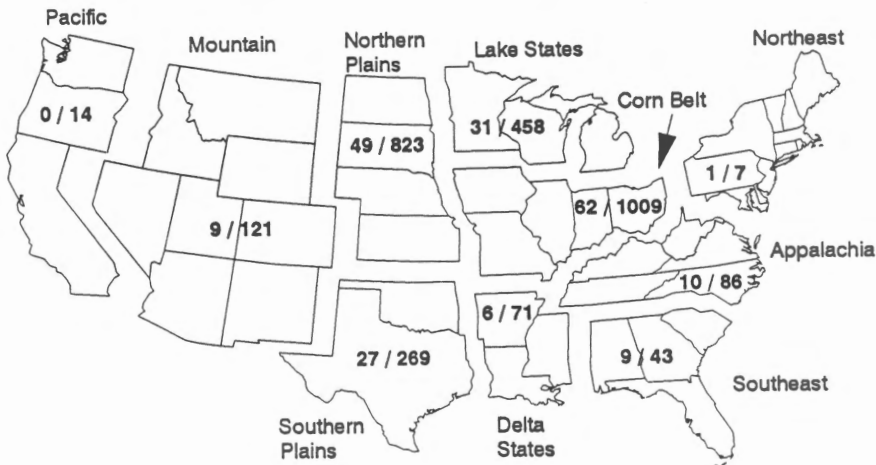 Pacific
Mountain
Northern
Plains
Lake States
Northeast
Corn Belt
0 / 14
49 / 823
31 / 458
1 / 7
62 / 1009
9 / 121
Appalachia
10 / 86
6 / 71
27 / 269
9 / 43
Southeast
Southern
Plains
Delta
States